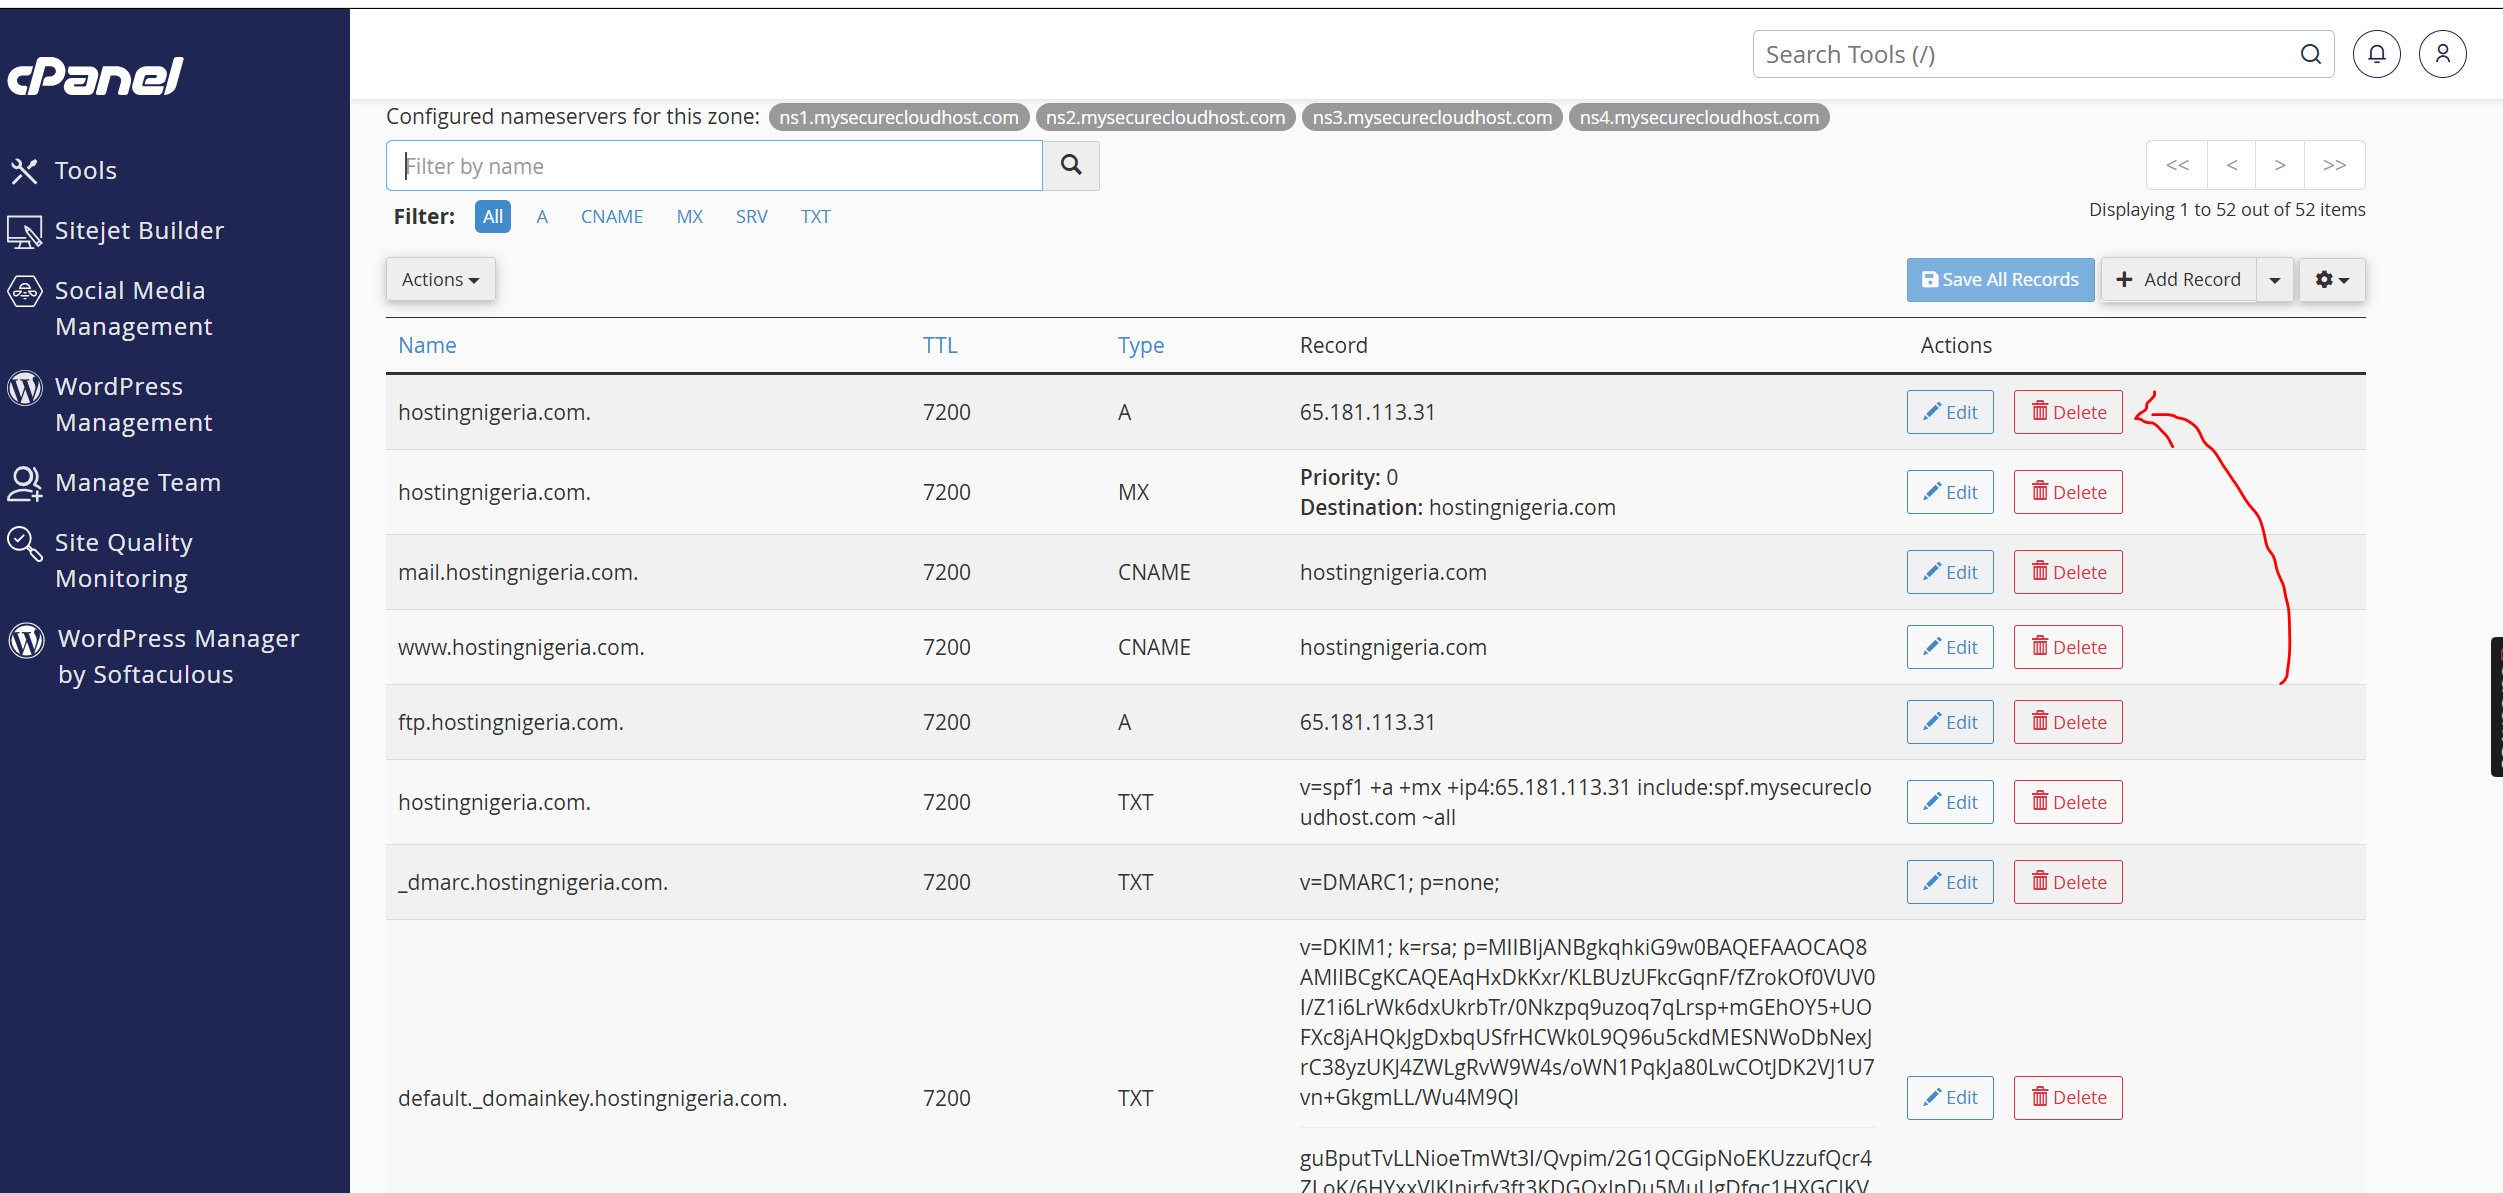 cPanel
Search Tools (/)
Tools
Sitejet Builder
Social Media
Management
WordPress
Management
Manage Team
Site Quality
Monitoring
WordPress Manager
by Softaculous
Configured nameservers for this zone: ns1.mysecurecloudhost.com ns2.mysecurecloudhost.com ns3.mysecurecloudhost.com ns4.mysecurecloudhost.com
Filter by name
<< < > >>
Filter: All A CNAME MX SRV TXT
Displaying 1 to 52 out of 52 items
Actions
Save All Records
+ Add Record
Name TTL Type Record Actions
hostingnigeria.com. 7200 A 65.181.113.31 Edit Delete
hostingnigeria.com. 7200 MX Priority: 0
Destination: hostingnigeria.com Edit Delete
mail.hostingnigeria.com. 7200 CNAME hostingnigeria.com Edit Delete
www.hostingnigeria.com. 7200 CNAME hostingnigeria.com Edit Delete
ftp.hostingnigeria.com. 7200 A 65.181.113.31 Edit Delete
hostingnigeria.com. 7200 TXT v=spf1 +a +mx +ip4:65.181.113.31 include:spf.mysecureclo
udhost.com ~all Edit Delete
_dmarc.hostingnigeria.com. 7200 TXT v=DMARC1; p=none; Edit Delete
default._domainkey.hostingnigeria.com. 7200 TXT v=DKIM1; k=rsa; p=MIIBIjANBgkqhkiG9w0BAQEFAAOCAQ8
AMIIBCgKCAQEAqHxDkKxr/KLBUzUFkcGqnF/fZrokOf0VUV0
I/Z1i6LrWk6dxUkrbTr/0Nkzpq9uzoq7qLrsp+mGEhOY5+UO
FXc8jAHQkJgDxbqUSfrHCWk0L9Q96u5ckdMESNWoDbNexJ
rC38yzUKJ4ZWLgRvW9W4s/oWN1PqkJa80LwCOtJDK2VJ1U7
vn+GkgmLL/Wu4M9Ql Edit Delete
guBputTvLLNioeTmWt3I/Qvpim/2G1QCGipNoEKUzzufQcr4